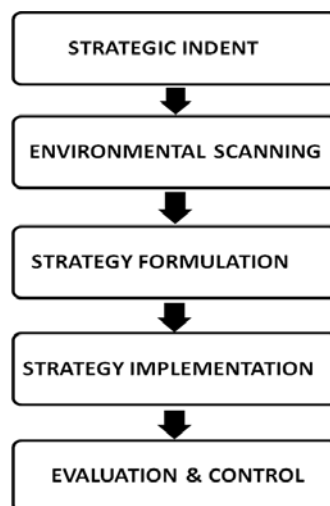 STRATEGIC INDENT
ENVIRONMENTAL SCANNING
STRATEGY FORMULATION
STRATEGY IMPLEMENTATION
EVALUATION & CONTROL